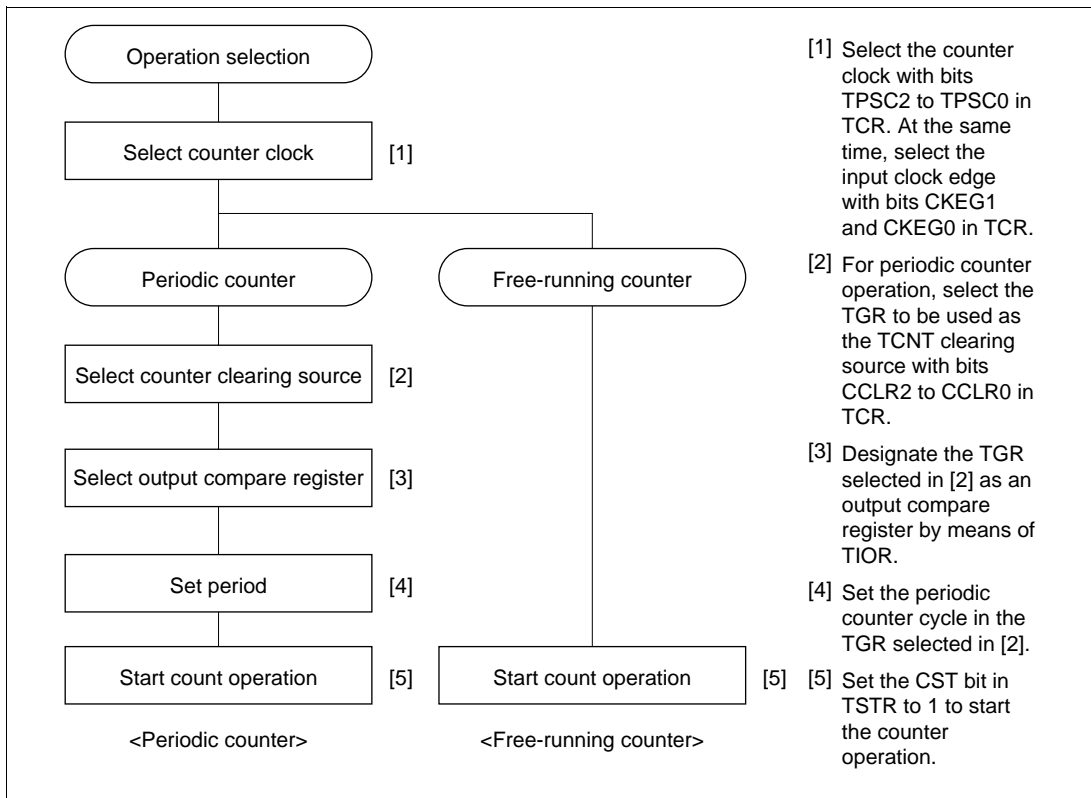 Operation selection
Select counter clock
[1]
Periodic counter
Free-running counter
Select counter clearing source
[2]
Select output compare register
[3]
Set period
[4]
Start count operation
[5]
Start count operation
[5]
<Periodic counter>
<Free-running counter>
[1] Select the counter
clock with bits
TPSC2 to TPSC0 in
TCR. At the same
time, select the
input clock edge
with bits CKEG1
and CKEG0 in TCR.
[2] For periodic counter
operation, select the
TGR to be used as
the TCNT clearing
source with bits
CCLR2 to CCLR0 in
TCR.
[3] Designate the TGR
selected in [2] as an
output compare
register by means of
TIOR.
[4] Set the periodic
counter cycle in the
TGR selected in [2].
[5] Set the CST bit in
TSTR to 1 to start
the counter
operation.